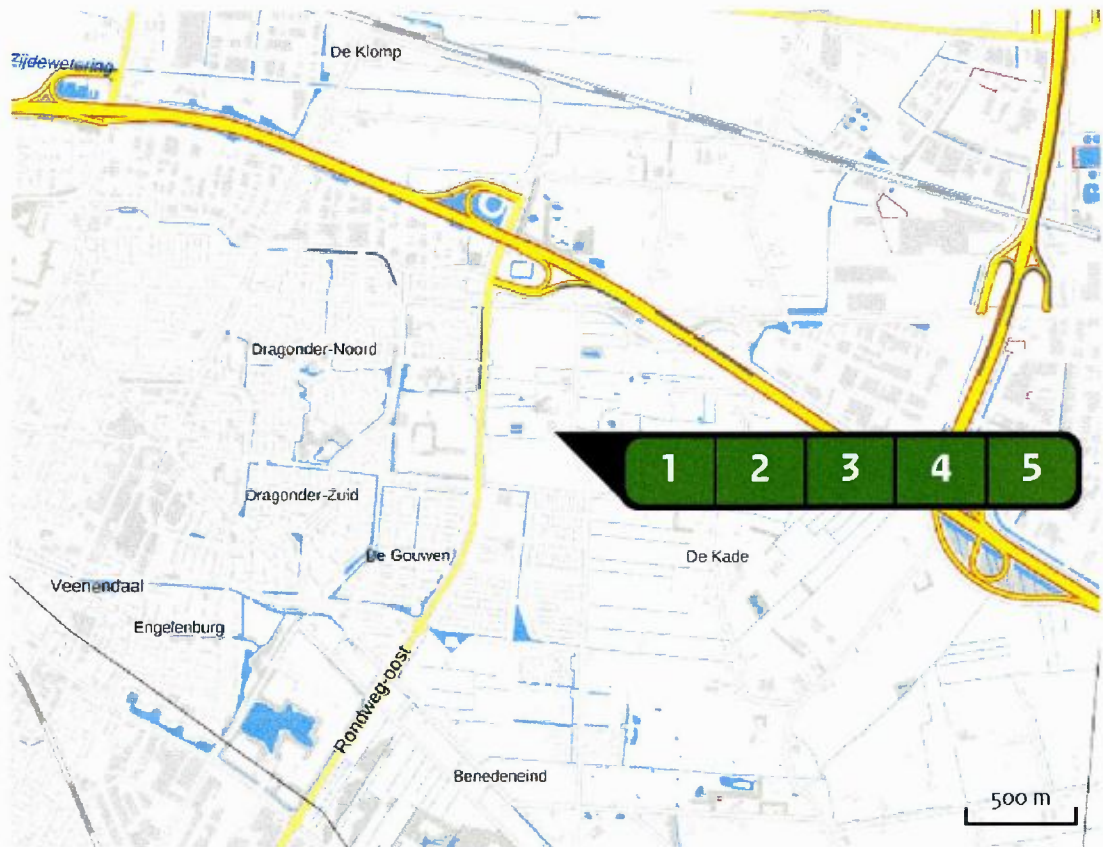 De Klomp
Zijdewetering
Dragonder-Noord
1 2 3 4 5
Dragonder-Zuid
De Gouwen
De Kade
Veenendaal
Engelenburg
Rondweg-oost
Benedeneind
500 m